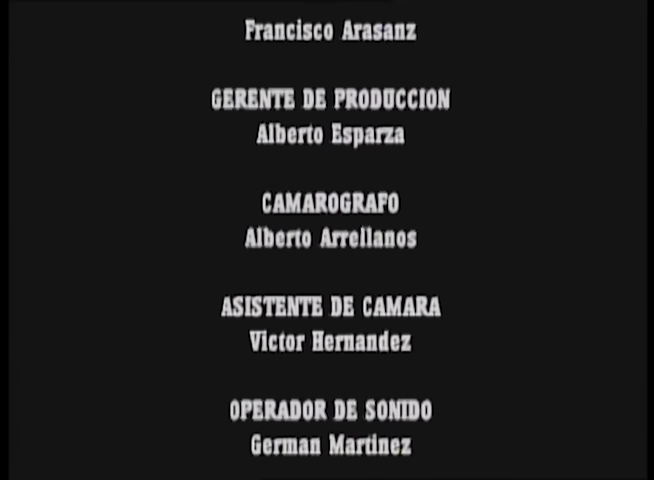 Francisco Arasanz
GERENTE DE PRODUCCION
Alberto Esparza
CAMAROGRAFO
Alberto Arrellanos
ASISTENTE DE CAMARA
Victor Hernandez
OPERADOR DE SONIDO
German Martinez